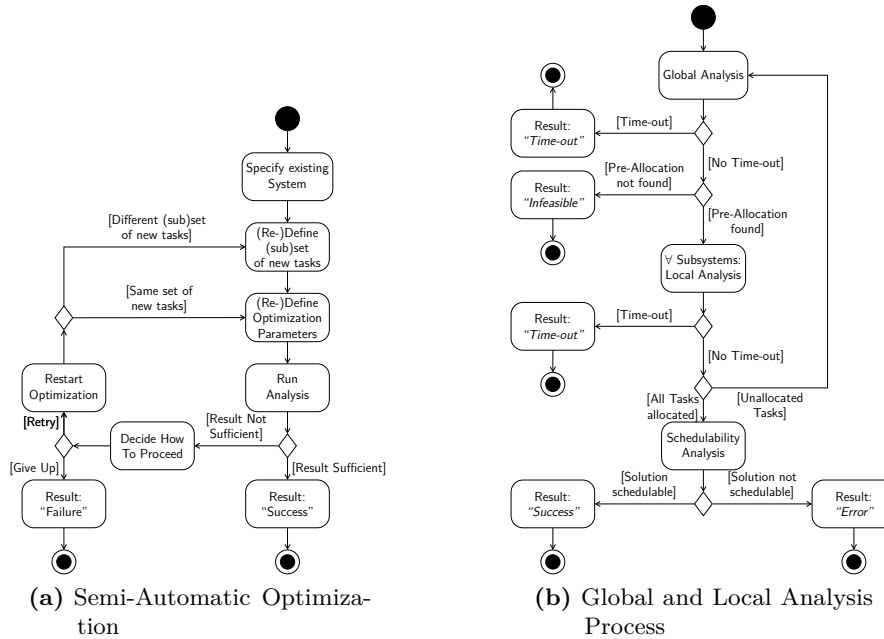 Specify existing
System
[Different (sub)set
of new tasks]
(Re-)Define
(sub)set
of new tasks
[Same set of
new tasks]
(Re-)Define
Optimization
Parameters
Restart
Optimization
Run
Analysis
[Retry]
[Result Not
Sufficient]
Decide How
To Proceed
[Give Up]
[Result Sufficient]
Result:
“Failure”
Result:
“Success”
(a) Semi-Automatic Optimiza-
tion
Global Analysis
[Time-out]
Result:
“Time-out”
[No Time-out]
[Pre-Allocation
not found]
Result:
“Infeasible”
[Pre-Allocation
found]
∀ Subsystems:
Local Analysis
[Time-out]
Result:
“Time-out”
[No Time-out]
[All Tasks
allocated]
[Unallocated
Tasks]
Schedulability
Analysis
[Solution
schedulable]
[Solution not
schedulable]
Result:
“Success”
Result:
“Error”
(b) Global and Local Analysis
Process